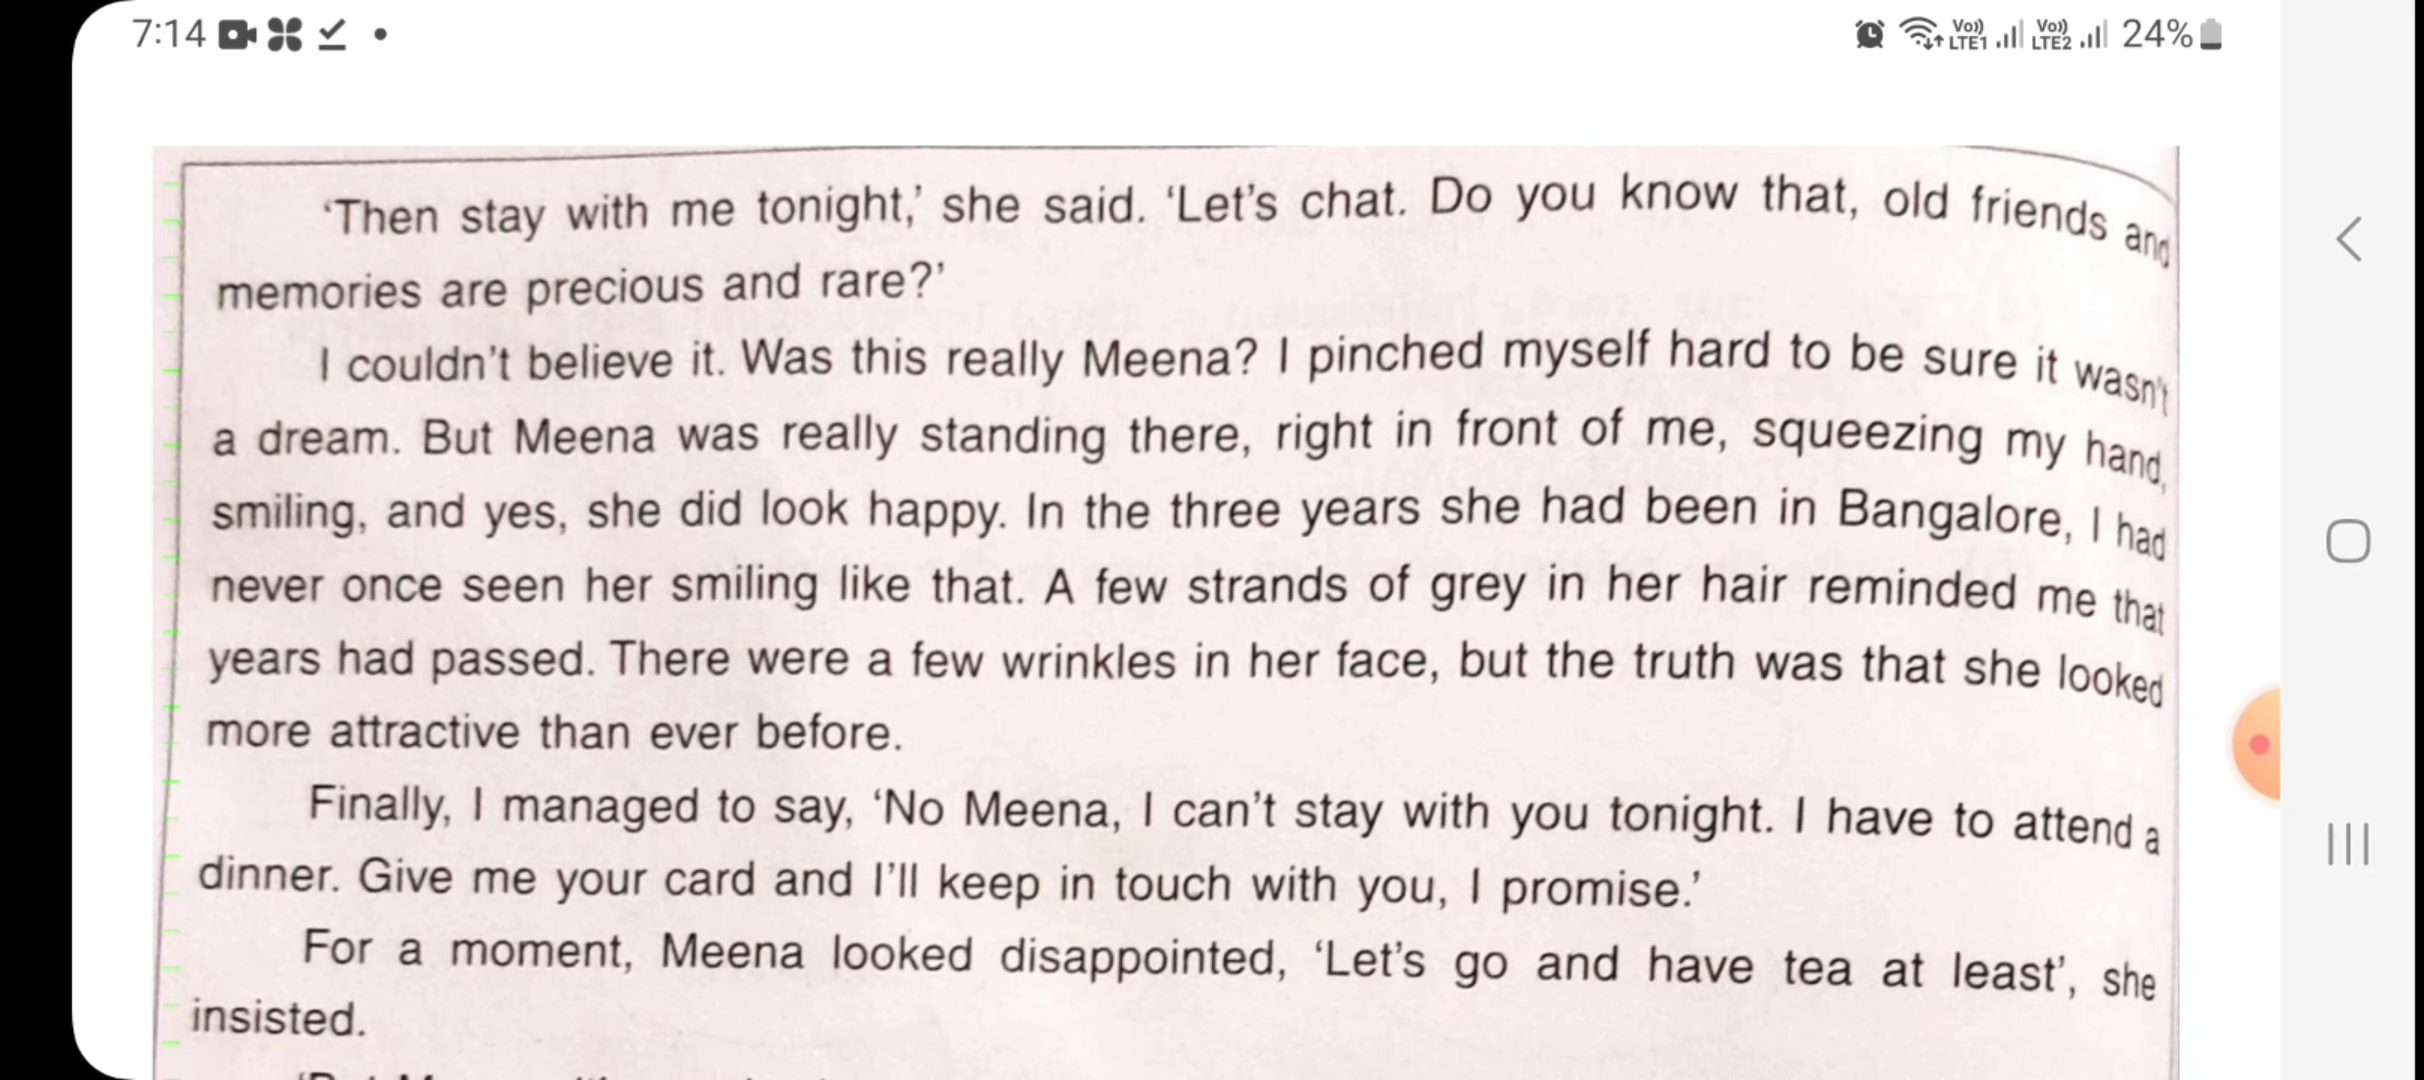 7:14
Vo)) LTE1 Vo)) LTE2 24%
‘Then stay with me tonight,’ she said. ‘Let’s chat. Do you know that, old friends and
memories are precious and rare?’
I couldn’t believe it. Was this really Meena? I pinched myself hard to be sure it wasn’t
a dream. But Meena was really standing there, right in front of me, squeezing my hand,
smiling, and yes, she did look happy. In the three years she had been in Bangalore, I had
never once seen her smiling like that. A few strands of grey in her hair reminded me that
years had passed. There were a few wrinkles in her face, but the truth was that she looked
more attractive than ever before.
Finally, I managed to say, ‘No Meena, I can’t stay with you tonight. I have to attend a
dinner. Give me your card and I’ll keep in touch with you, I promise.’
For a moment, Meena looked disappointed, ‘Let’s go and have tea at least’, she
insisted.